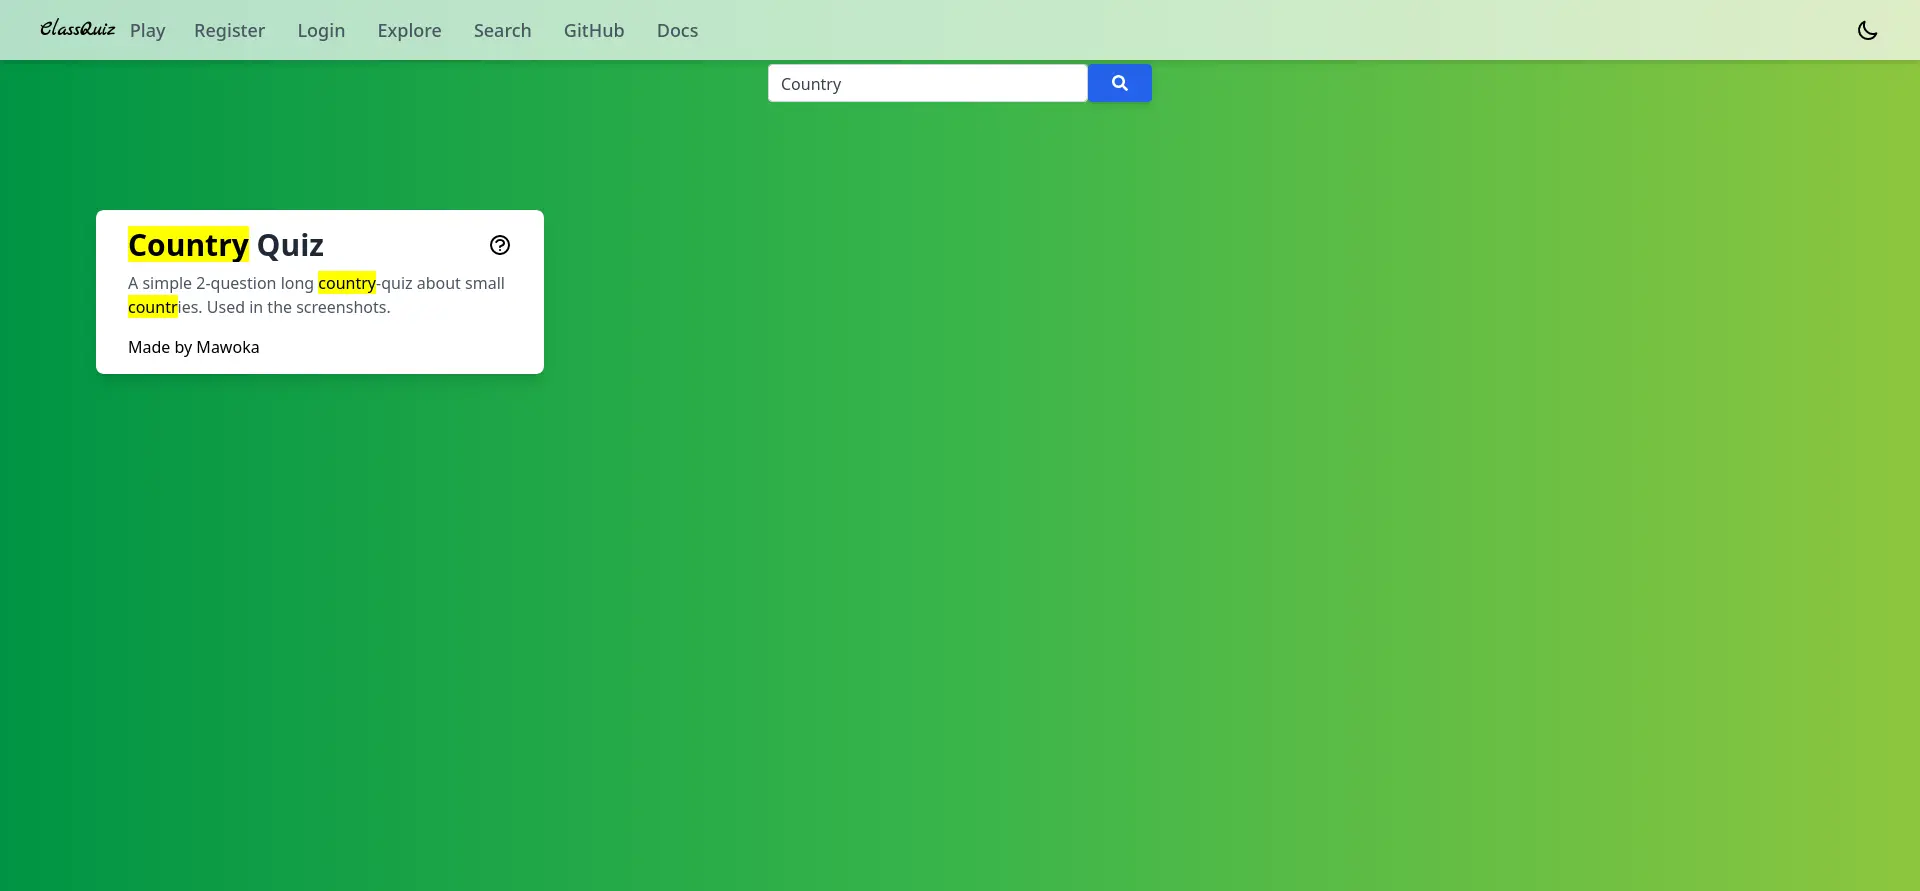 ClassQuiz Play Register Login Explore Search GitHub Docs
Country
Country Quiz
A simple 2-question long country-quiz about small
countries. Used in the screenshots.
Made by Mawoka